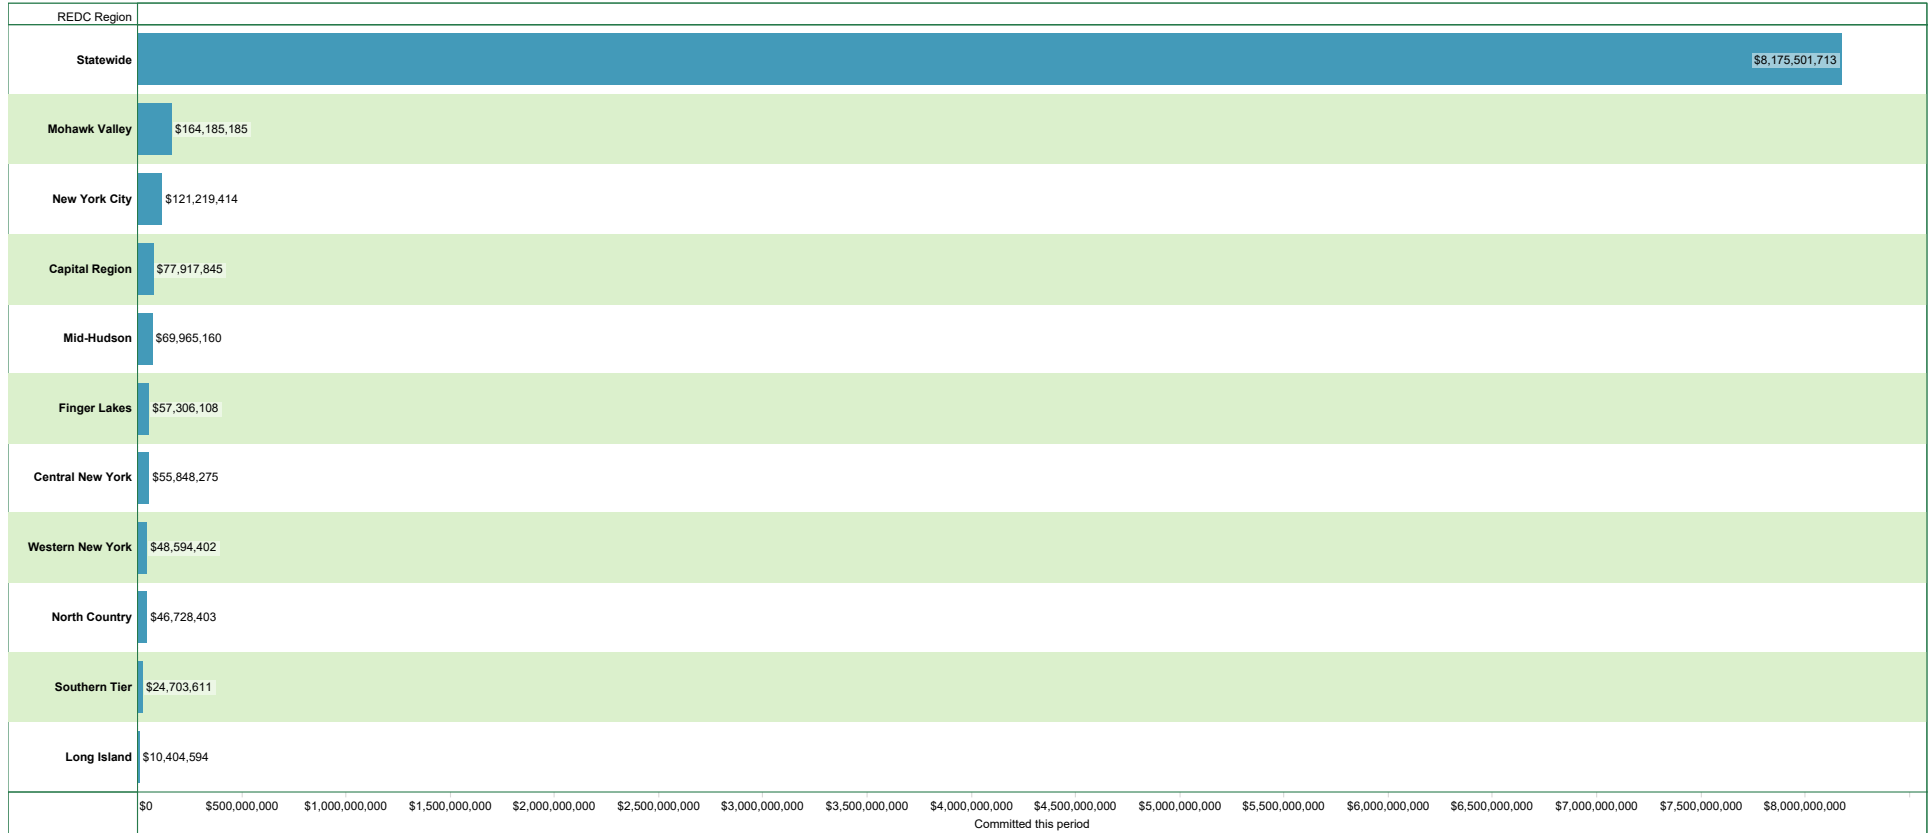 REDC Region
Statewide $8,175,501,713
Mohawk Valley $164,185,185
New York City $121,219,414
Capital Region $77,917,845
Mid-Hudson $69,965,160
Finger Lakes $57,306,108
Central New York $55,848,275
Western New York $48,594,402
North Country $46,728,403
Southern Tier $24,703,611
Long Island $10,404,594
$0 $500,000,000 $1,000,000,000 $1,500,000,000 $2,000,000,000 $2,500,000,000 $3,000,000,000 $3,500,000,000 $4,000,000,000 $4,500,000,000 $5,000,000,000 $5,500,000,000 $6,000,000,000 $6,500,000,000 $7,000,000,000 $7,500,000,000 $8,000,000,000
Committed this period